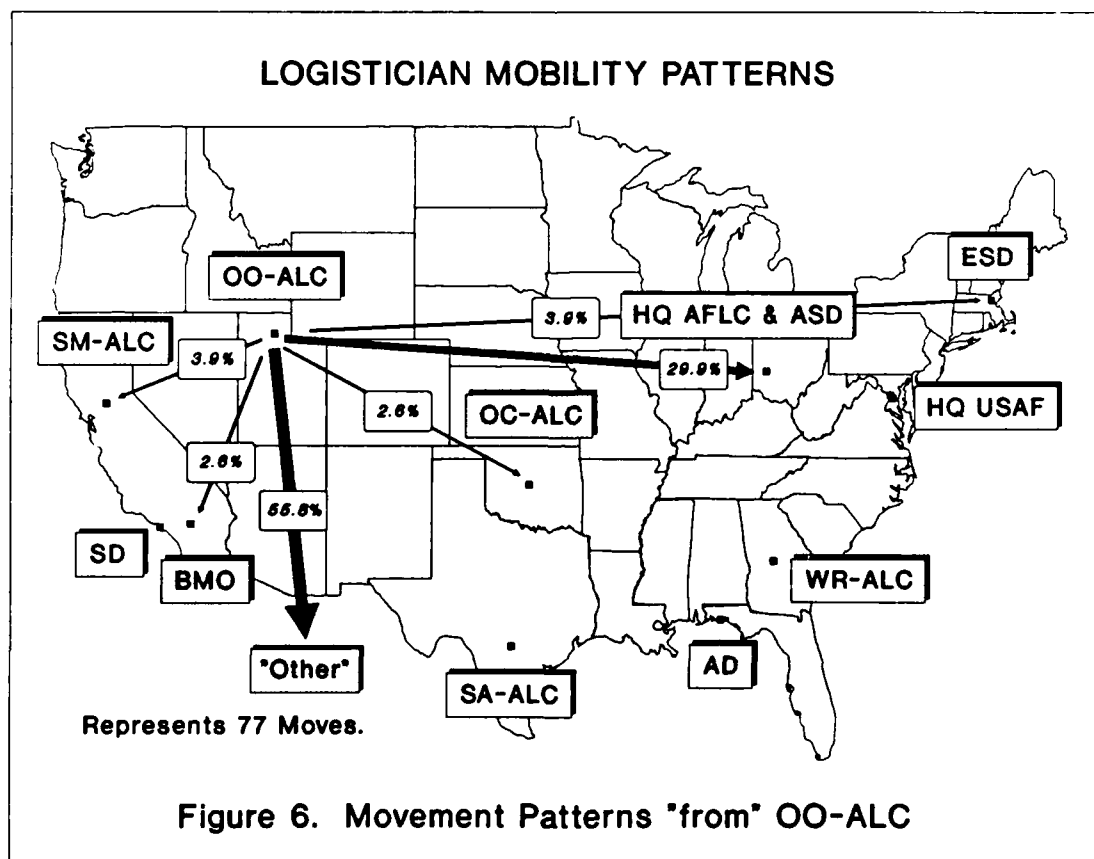 LOGISTICIAN MOBILITY PATTERNS
OO-ALC
ESD
3.9%
HQ AFLC & ASD
SM-ALC
3.9%
29.9%
2.6%
OC-ALC
HQ USAF
2.6%
55.8%
SD
BMO
WR-ALC
"Other"
SA-ALC
AD
Represents 77 Moves.
Figure 6. Movement Patterns "from" OO-ALC